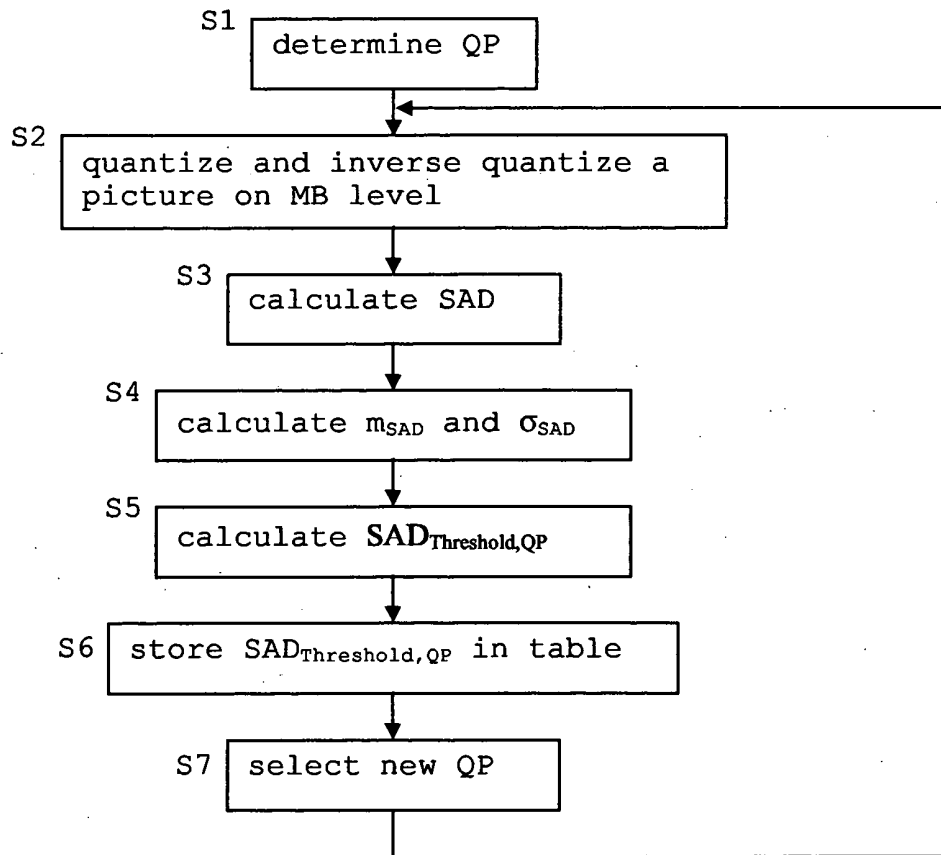 S1
determine QP
S2
quantize and inverse quantize a
picture on MB level
S3
calculate SAD
S4
calculate mSAD and σSAD
S5
calculate SADThreshold,QP
S6
store SADThreshold,QP in table
S7
select new QP